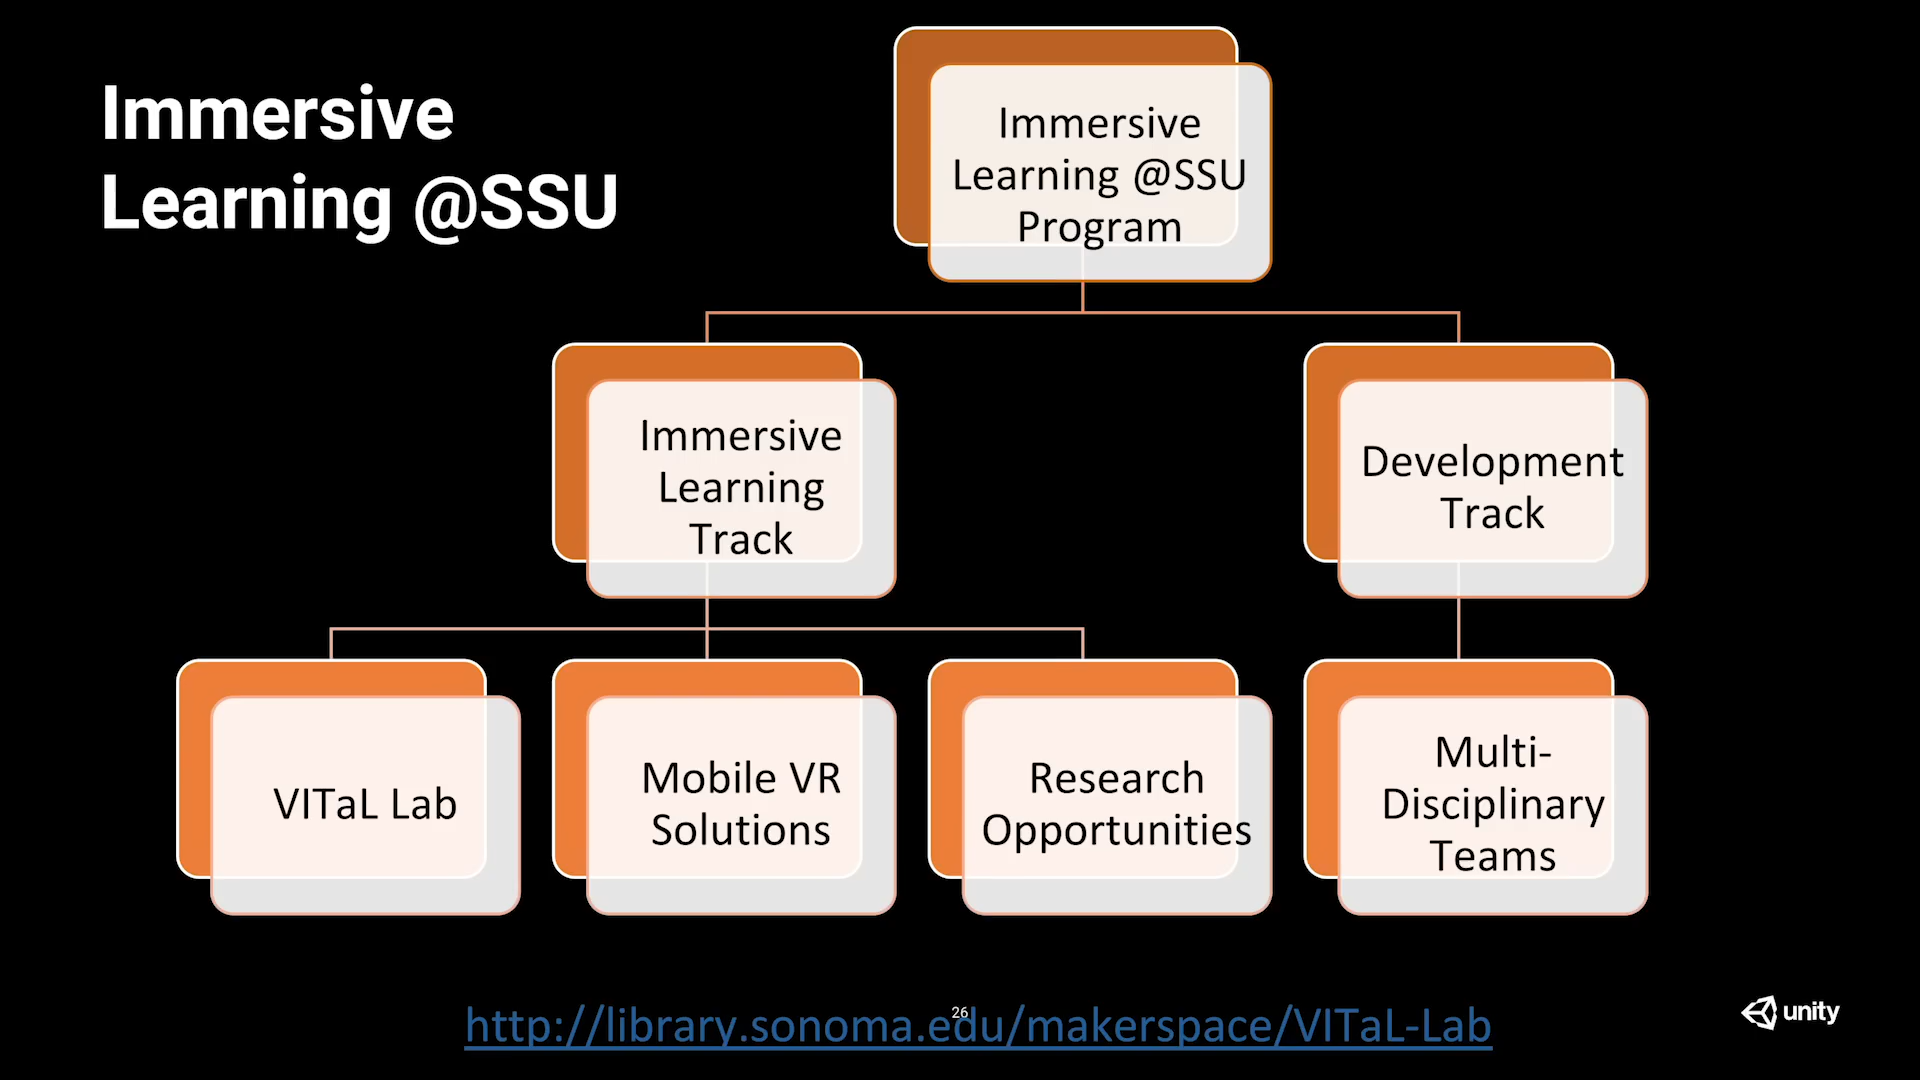 Immersive
Learning @SSU
Immersive
Learning @SSU
Program
Immersive
Learning
Track
Development
Track
VITaL Lab
Mobile VR
Solutions
Research
Opportunities
Multi-
Disciplinary
Teams
26
http://library.sonoma.edu/makerspace/VITaL-Lab
unity